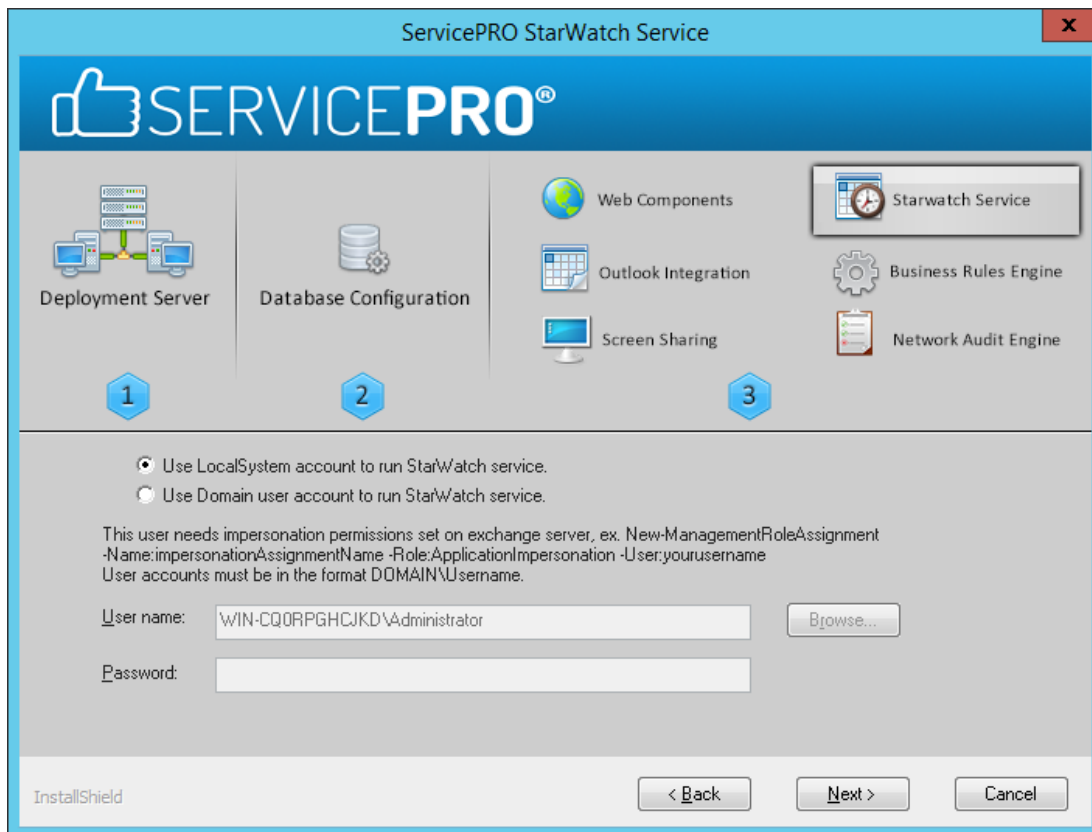 ServicePRO StarWatch Service
x
SERVICEPRO®
Web Components
Starwatch Service
Outlook Integration
Business Rules Engine
Deployment Server
Database Configuration
Screen Sharing
Network Audit Engine
1
2
3
Use LocalSystem account to run StarWatch service.
Use Domain user account to run StarWatch service.
This user needs impersonation permissions set on exchange server, ex. New-ManagementRoleAssignment
-Name:impersonationAssignmentName -Role:ApplicationImpersonation -User:yourusername
User accounts must be in the format DOMAIN\Username.
User name:
WIN-CQ0RPGHCJKD\Administrator
Browse...
Password:
InstallShield
< Back
Next >
Cancel